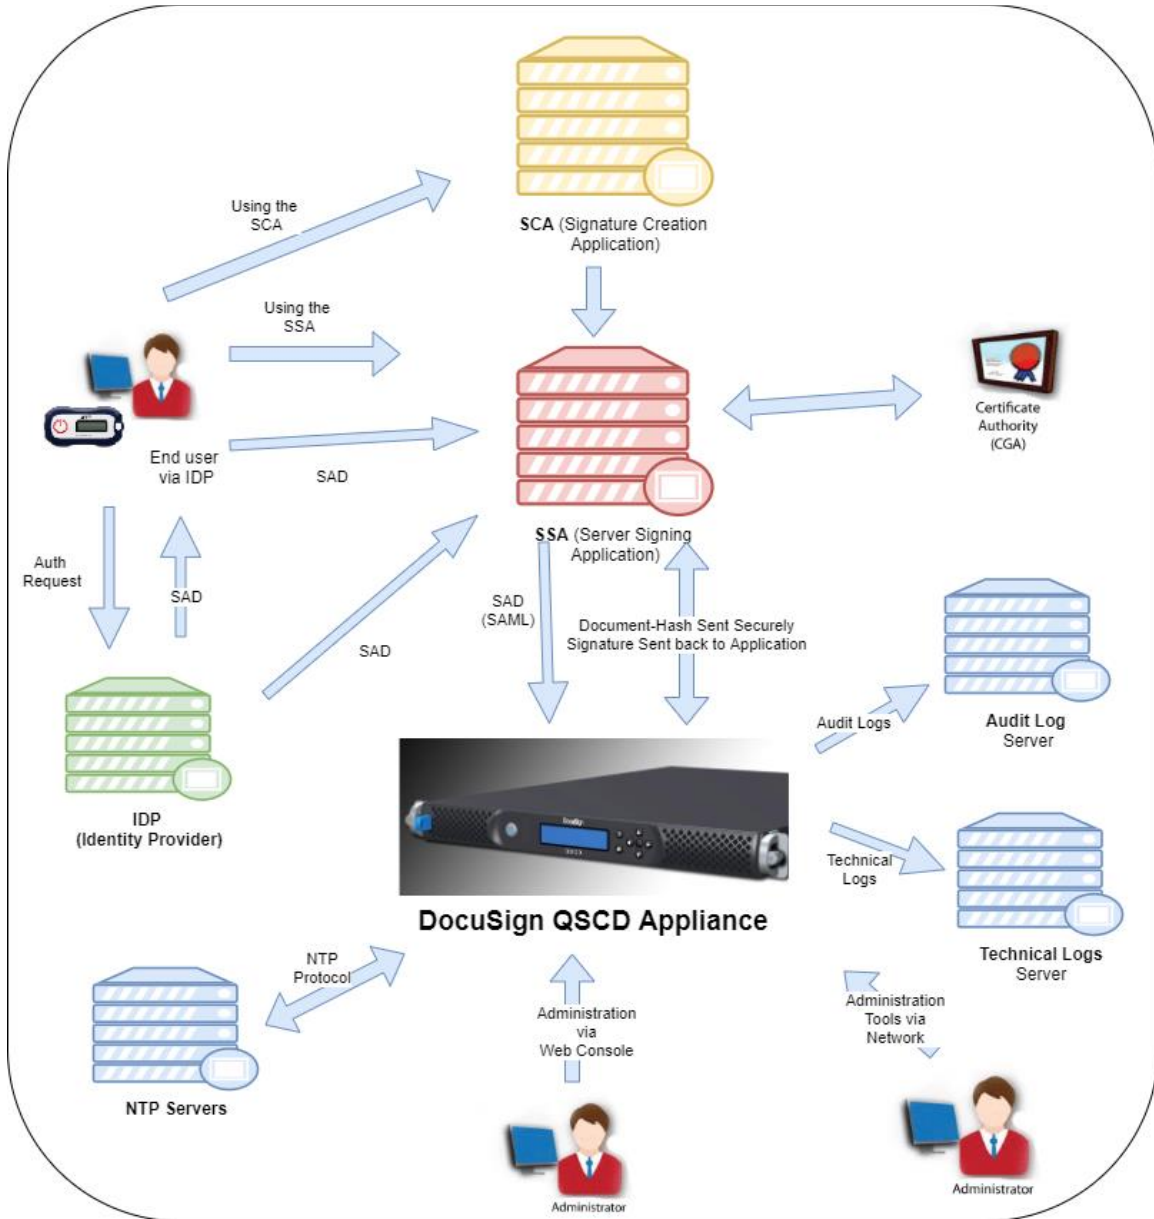 SCA (Signature Creation
Application)
Using the
SCA
Using the
SSA
End user
via IDP
SAD
Certificate
Authority
(CGA)
SSA (Server Signing
Application)
Auth
Request
SAD
SAD
SAD
(SAML)
Document-Hash Sent Securely
Signature Sent back to Application
IDP
(Identity Provider)
Audit Logs
Audit Log
Server
Technical
Logs
Technical Logs
Server
DocuSign QSCD Appliance
NTP
Protocol
NTP Servers
Administration
via
Web Console
Administration
Tools via
Network
Administrator
Administrator